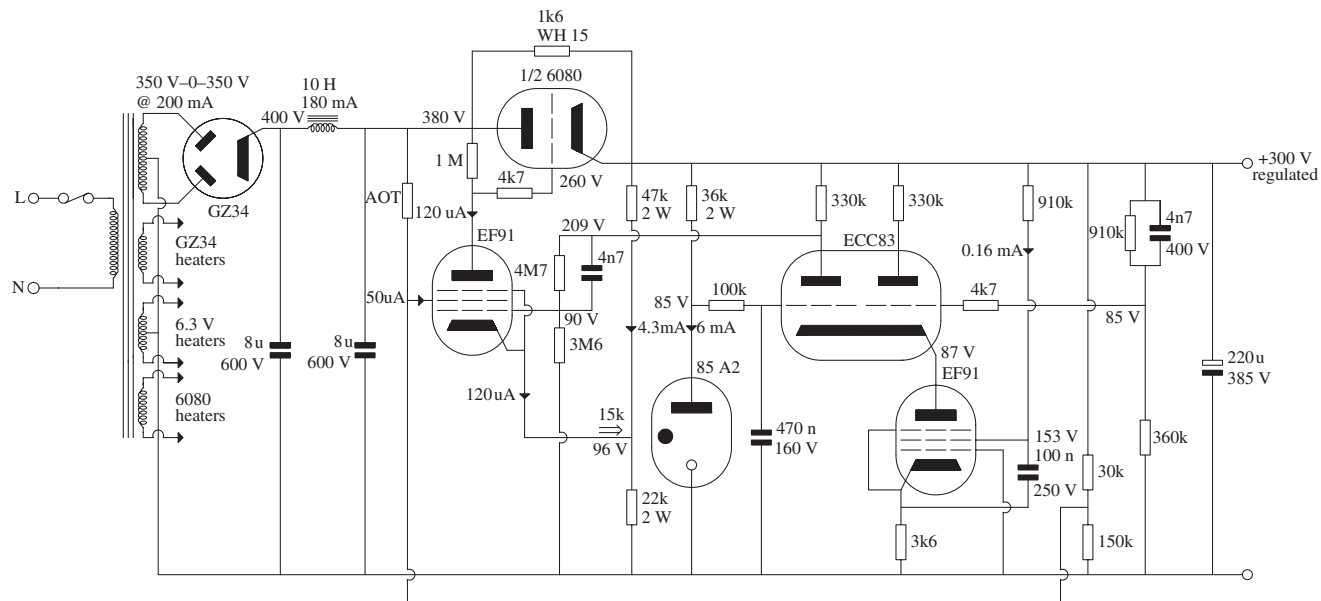 1k6
WH 15
350 V–0–350 V
@ 200 mA
10 H
180 mA
1/2 6080
400 V
380 V
1 M
+300 V
regulated
4k7
260 V
47k
2 W
36k
2 W
330k
330k
910k
910k
4n7
400 V
L
GZ34
AOT
120 uA
EF91
209 V
ECC83
0.16 mA
GZ34
heaters
4M7
4n7
100k
4k7
N
50uA
90 V
85 V
85 V
6.3 V
heaters
4.3mA
6 mA
8u
600 V
8u
600 V
3M6
87 V
EF91
220u
385 V
85 A2
6080
heaters
120uA
15k
96 V
470 n
160 V
153 V
100 n
250 V
360k
30k
22k
2 W
3k6
150k